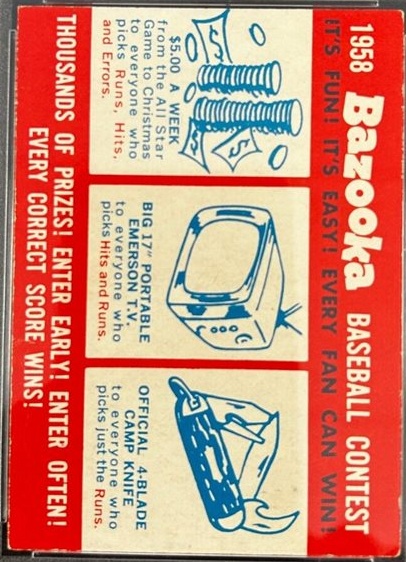 1958 Bazooka BASEBALL CONTEST
IT'S FUN! IT'S EASY! EVERY FAN CAN WIN!
$5.00 A WEEK
from the All Star
Game to Christmas
to everyone who
picks Runs, Hits,
and Errors.
BIG 17" PORTABLE
EMERSON T.V.
to everyone who
picks Hits and Runs.
OFFICIAL 4-BLADE
CAMP KNIFE
to everyone who
picks just the Runs.
THOUSANDS OF PRIZES! ENTER EARLY! ENTER OFTEN!
EVERY CORRECT SCORE WINS!